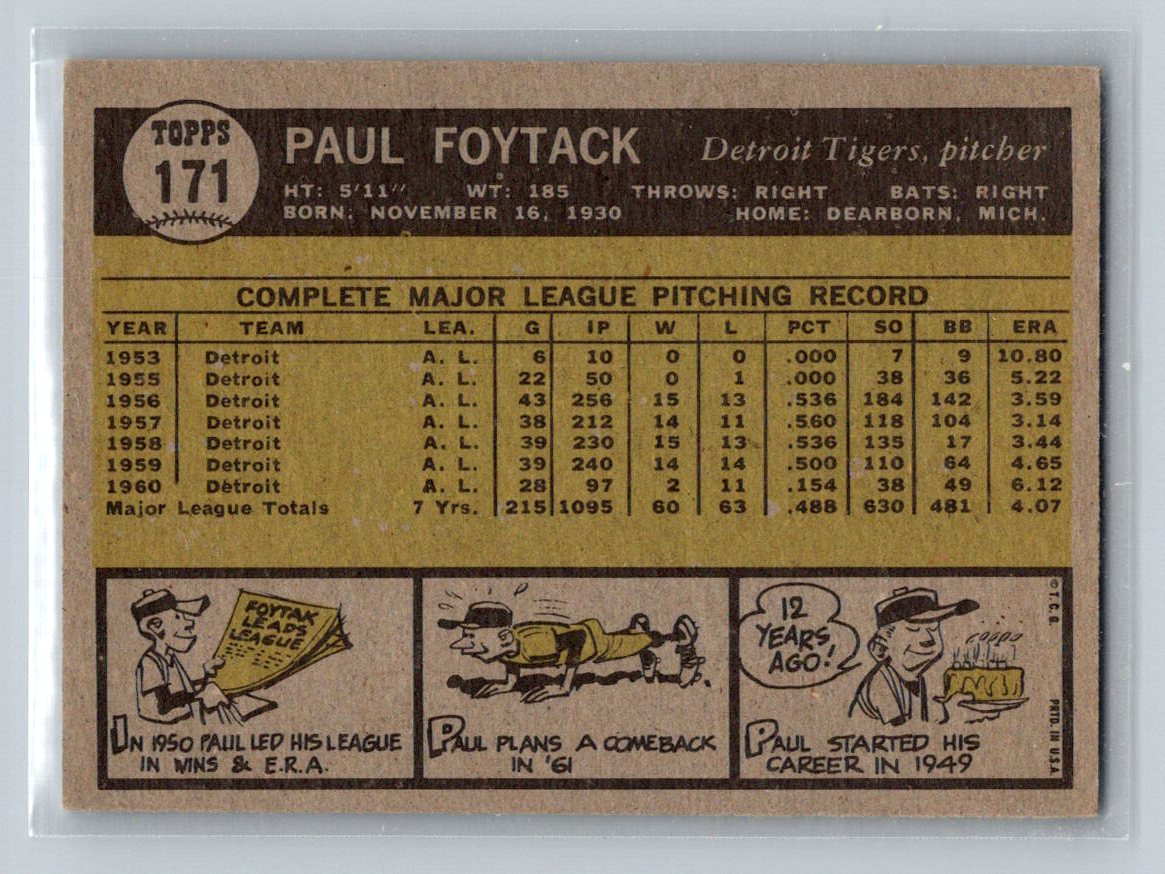 TOPPS
171
PAUL FOYTACK Detroit Tigers, pitcher
HT: 5'11" WT: 185 THROWS: RIGHT BATS: RIGHT
BORN: NOVEMBER 16, 1930 HOME: DEARBORN, MICH.
COMPLETE MAJOR LEAGUE PITCHING RECORD
YEAR TEAM LEA. G IP W L PCT SO BB ERA
1953 Detroit A. L. 6 10 0 0 .000 7 9 10.80
1955 Detroit A. L. 22 50 0 1 .000 38 36 5.22
1956 Detroit A. L. 43 256 15 13 .536 184 142 3.59
1957 Detroit A. L. 38 212 14 11 .560 118 104 3.14
1958 Detroit A. L. 39 230 15 13 .536 135 17 3.44
1959 Detroit A. L. 39 240 14 14 .500 110 64 4.65
1960 Detroit A. L. 28 97 2 11 .154 38 49 6.12
Major League Totals 7 Yrs. 215 1095 60 63 .488 630 481 4.07
FOYTAK
LEADS
LEAGUE
IN 1950 PAUL LED HIS LEAGUE
IN WINS & E.R.A.
PAUL PLANS A COMEBACK
IN '61
12
YEARS
AGO!
PAUL STARTED HIS
CAREER IN 1949
© T.C.G. PRTD. IN U.S.A.